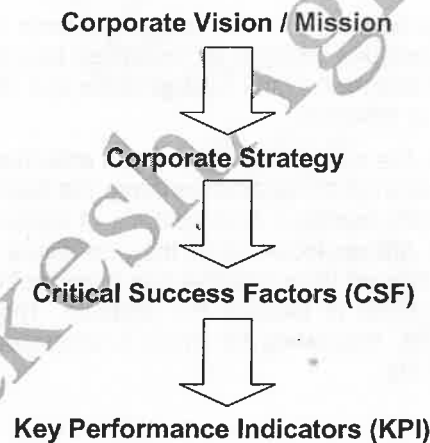 Corporate Vision / Mission
Corporate Strategy
Critical Success Factors (CSF)
Key Performance Indicators (KPI)